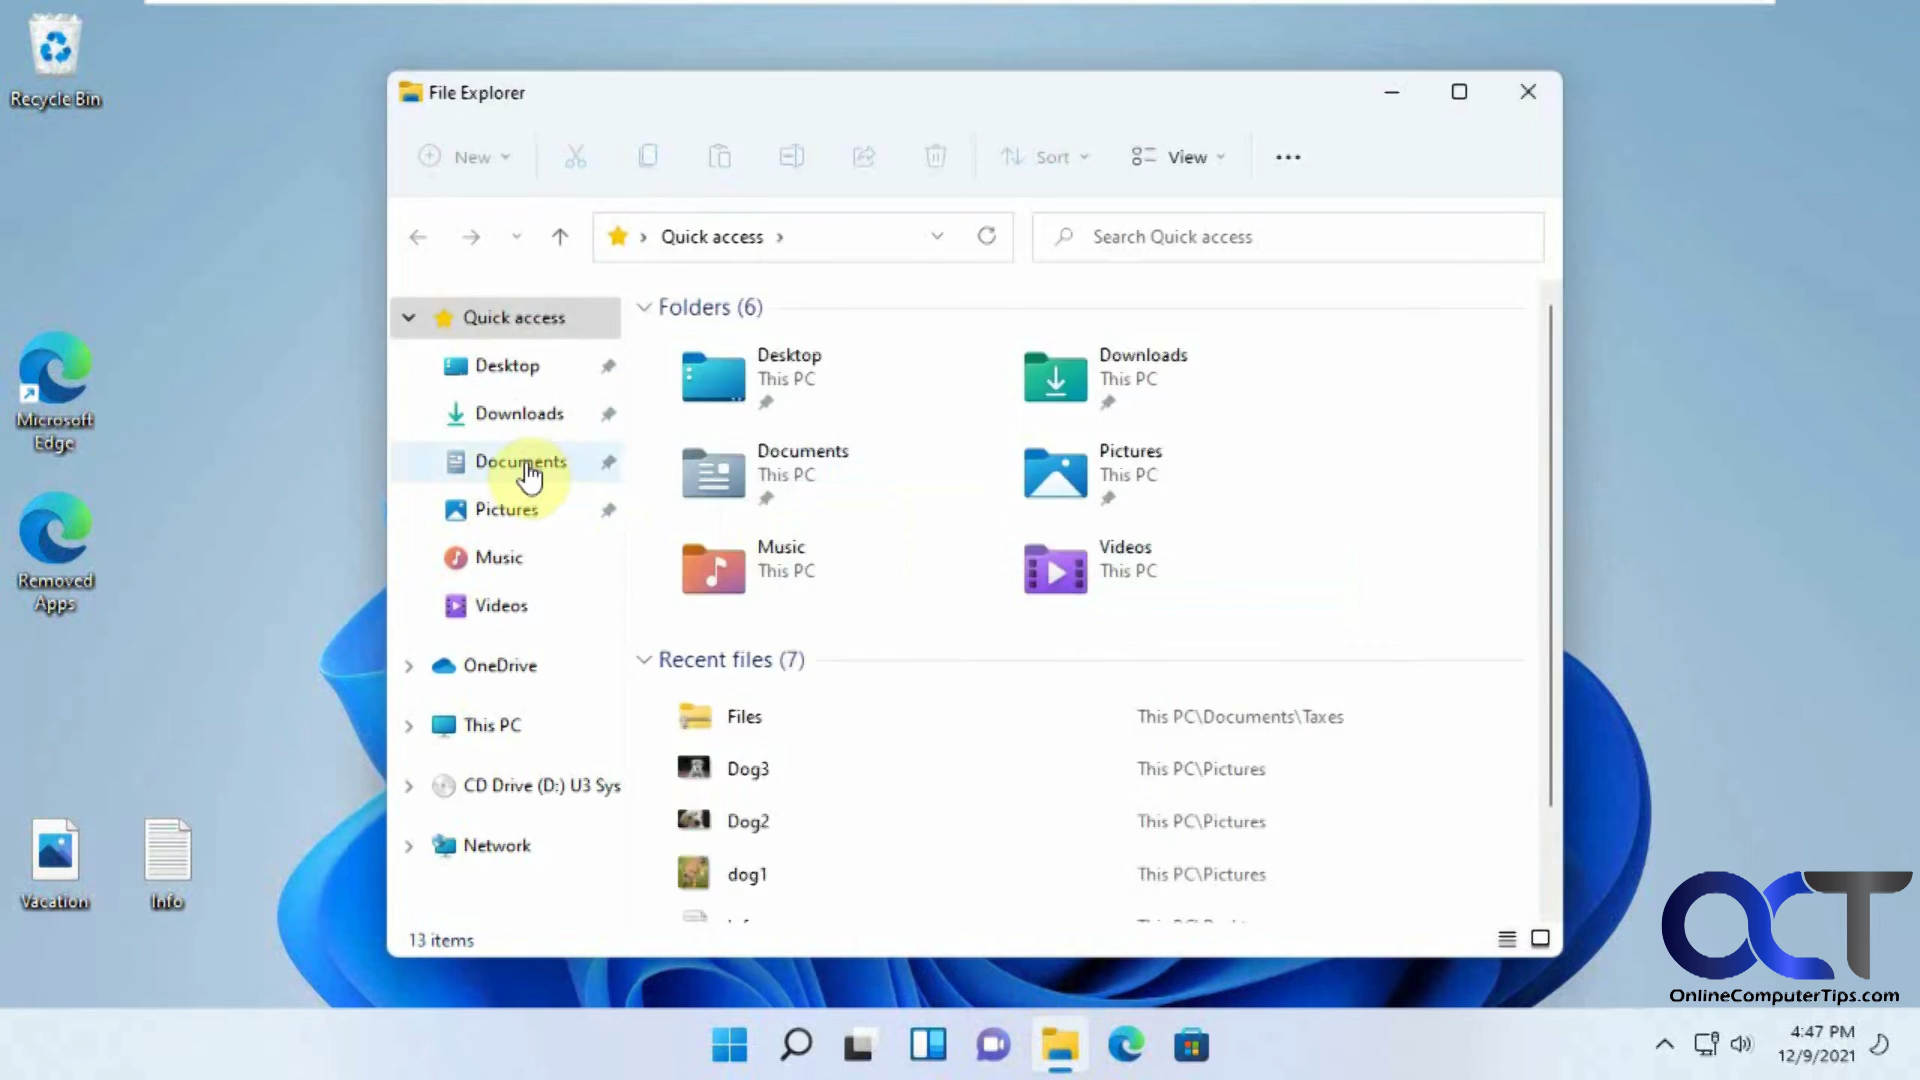 Recycle Bin
Microsoft
Edge
Removed
Apps
Vacation
Info
File Explorer
New
Sort
View
Quick access
Search Quick access
Quick access
Desktop
Downloads
Documents
Pictures
Music
Videos
OneDrive
This PC
CD Drive (D:) U3 Sys
Network
Folders (6)
Desktop
This PC
Downloads
This PC
Documents
This PC
Pictures
This PC
Music
This PC
Videos
This PC
Recent files (7)
Files This PC\Documents\Taxes
Dog3 This PC\Pictures
Dog2 This PC\Pictures
dog1 This PC\Pictures
13 items
OCT
OnlineComputerTips.com
4:47 PM
12/9/2021